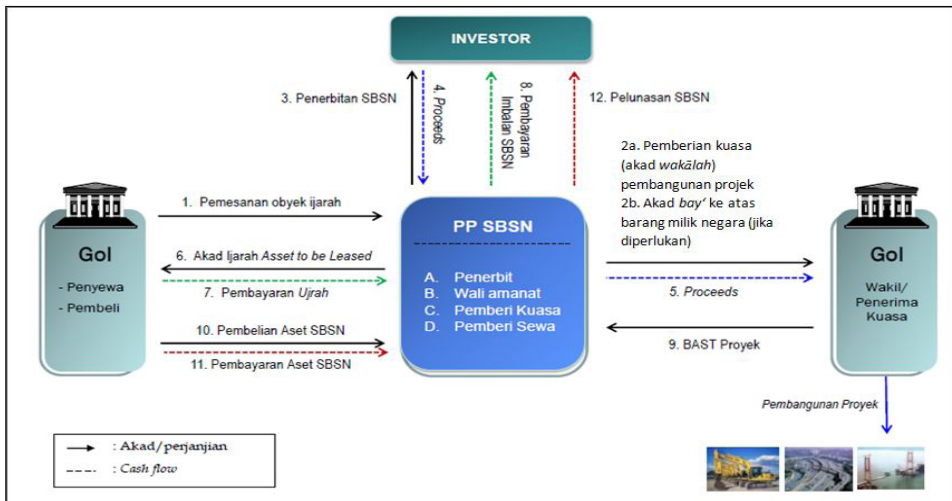 INVESTOR
3. Penerbitan SBSN
4. Proceeds
8. Pembayaran
Imbalan SBSN
12. Pelunasan SBSN
2a. Pemberian kuasa
(akad wakālah)
pembangunan projek
2b. Akad bay‘ ke atas
barang milik negara (jika
diperlukan)
1. Pemesanan obyek ijarah
GoI
- Penyewa
- Pembeli
6. Akad Ijarah Asset to be Leased
7. Pembayaran Ujrah
10. Pembelian Aset SBSN
11. Pembayaran Aset SBSN
PP SBSN
A. Penerbit
B. Wali amanat
C. Pemberi Kuasa
D. Pemberi Sewa
5. Proceeds
9. BAST Proyek
GoI
Wakil/
Penerima
Kuasa
Pembangunan Proyek
: Akad/perjanjian
: Cash flow